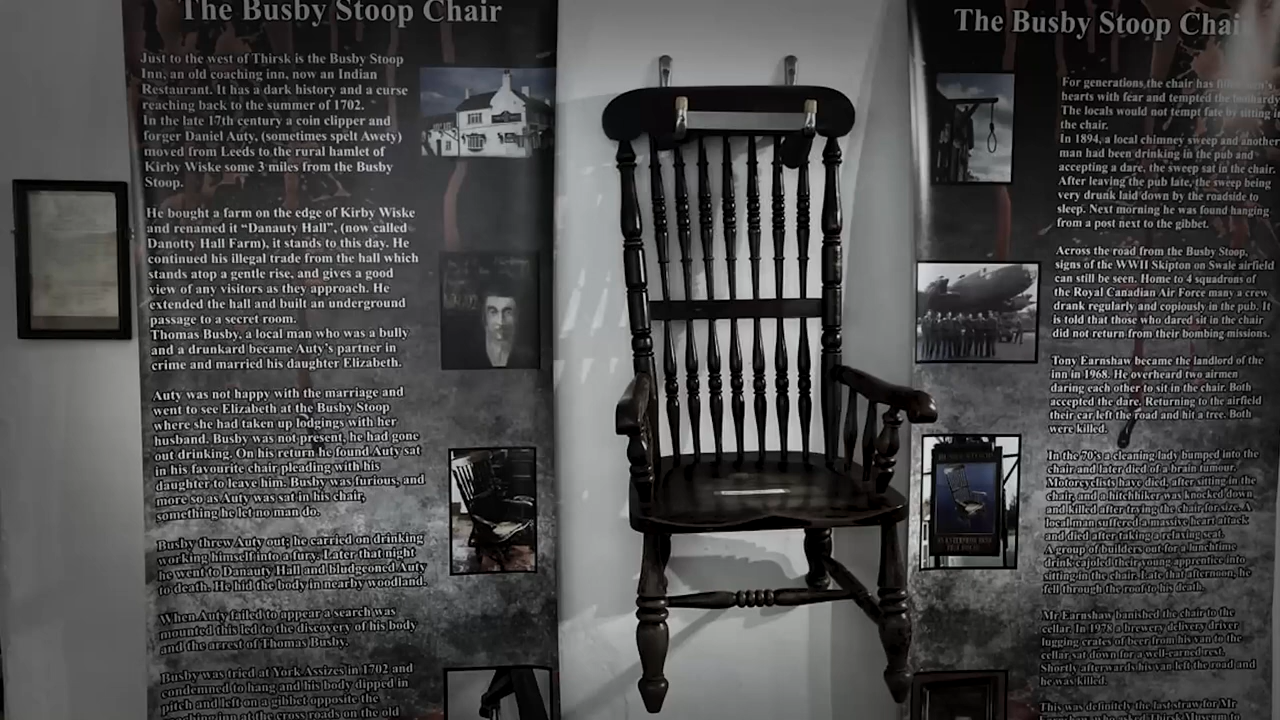 The Busby Stoop Chair
Just to the west of Thirsk is the Busby Stoop
Inn, an old coaching inn, now an Indian
Restaurant. It has a dark history and a curse
reaching back to the summer of 1702.
In the late 17th century a coin clipper and
forger Daniel Auty, (sometimes spelt Awety)
moved from Leeds to the rural hamlet of
Kirby Wiske some 3 miles from the Busby
Stoop.
He bought a farm on the edge of Kirby Wiske
and renamed it “Danauty Hall”, (now called
Danotty Hall Farm), it stands to this day. He
continued his illegal trade from the hall which
stands atop a gentle rise, and gives a good
view of any visitors as they approach. He
extended the hall and built an underground
passage to a secret room.
Thomas Busby, a local man who was a bully
and a drunkard became Auty’s partner in
crime and married his daughter Elizabeth.
Auty was not happy with the marriage and
went to see Elizabeth at the Busby Stoop
where she had taken up lodgings with her
husband. Busby was not present, he had gone
out drinking. On his return he found Auty sat
in his favourite chair pleading with his
daughter to leave him. Busby was furious, and
more so as Auty was sat in his chair,
something he let no man do.
Busby threw Auty out; he carried on drinking
working himself into a fury. Later that night
he went to Danotty Hall and bludgeoned Auty
to death. He hid the body in nearby woodland.
When Auty failed to appear a search was
mounted this led to the discovery of his body
and the arrest of Thomas Busby.
Busby was tried at York Assizes in 1702 and
condemned to hang and his body dipped in
pitch and left on a gibbet opposite the
inn at the cross roads on the old
The Busby Stoop Chair
For generations the chair has
hearts with fear and tempted the
The locals would not tempt fate by sitting in
the chair.
In 1894, a local chimney sweep and another
man had been drinking in the pub and
accepting a dare, the sweep sat in the chair.
After leaving the pub late, the sweep being
very drunk laid down by the roadside to
sleep. Next morning he was found hanging
from a post next to the gibbet.
Across the road from the Busby Stoop,
signs of the WWII Skipton on Swale airfield
can still be seen. Home to 4 squadrons of
the Royal Canadian Air Force many a crew
drank regularly and copiously in the pub. It
is told that those who dared sit in the chair
did not return from their bombing missions.
Tony Earnshaw became the landlord of the
inn in 1968. He overheard two airmen
daring each other to sit in the chair. Both
accepted the dare. Returning to the airfield
their car left the road and hit a tree. Both
were killed.
In the 70’s a cleaning lady bumped into the
chair and later died of a brain tumour.
Motorcyclists have died, after sitting in the
chair, and a hitchhiker was knocked down
and killed after trying the chair for size. A
local man suffered a massive heart attack
and died after taking a relaxing seat.
A group of builders out for a lunchtime
drink cajoled their young apprentice into
sitting in the chair. Late that afternoon, he
fell through the roof to his death.
Mr Earnshaw banished the chair to the
cellar. In 1978 a brewery delivery driver
lugging crates of beer from his van to the
cellar sat down for a well-earned rest.
Shortly afterwards his van left the road and
he was killed.
This was definitely the last straw for Mr